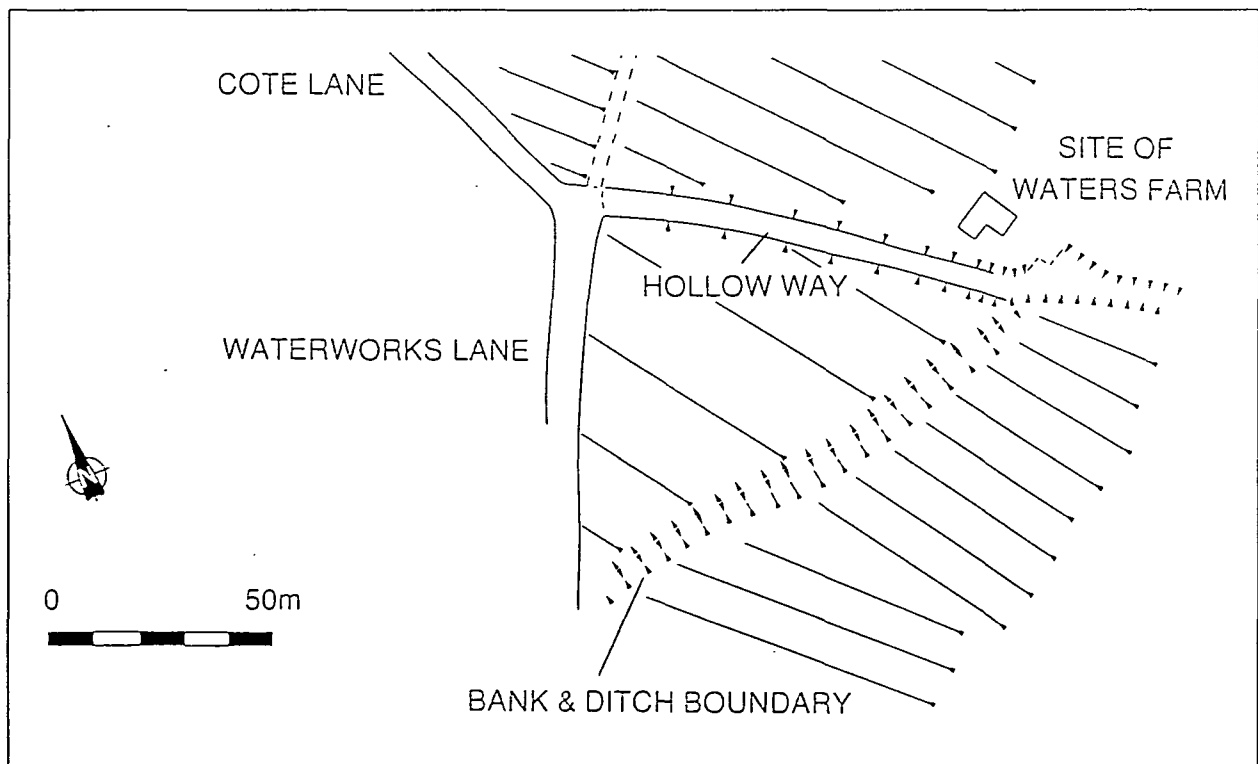 COTE LANE
SITE OF
WATERS FARM
HOLLOW WAY
WATERWORKS LANE
N
0 50m
BANK & DITCH BOUNDARY